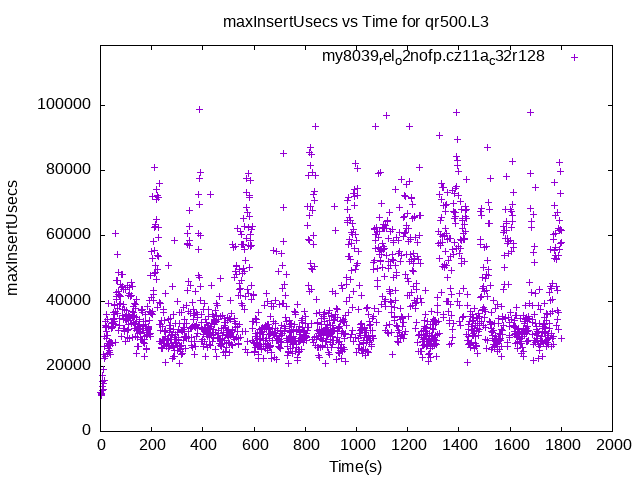 maxInsertUsecs vs Time for qr500.L3
my8039relo2nofp.cz11ac32r128
maxInsertUsecs
100000
80000
60000
40000
20000
0
0 200 400 600 800 1000 1200 1400 1600 1800 2000
Time(s)